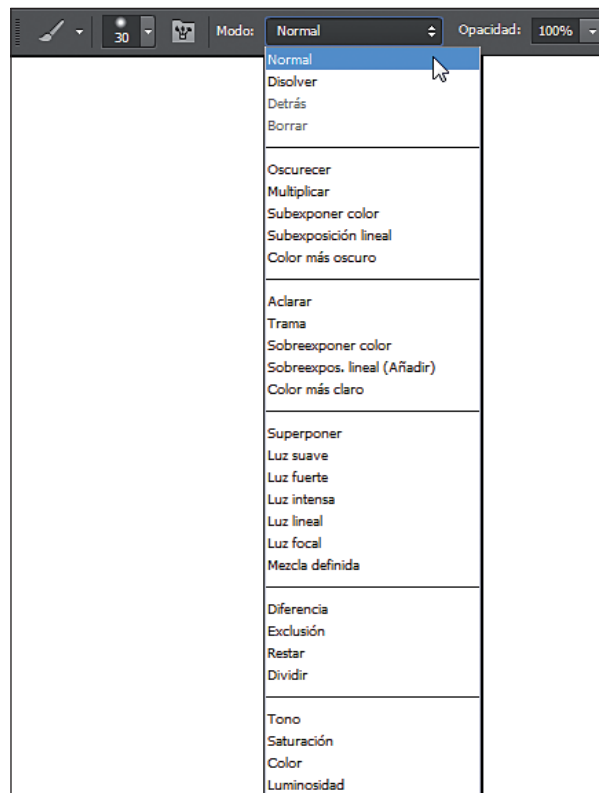 30 Modo: Normal Opacidad: 100%
Normal
Disolver
Detrás
Borrar
Oscurecer
Multiplicar
Subexponer color
Subexposición lineal
Color más oscuro
Aclarar
Trama
Sobreexponer color
Sobreexpos. lineal (Añadir)
Color más claro
Superponer
Luz suave
Luz fuerte
Luz intensa
Luz lineal
Luz focal
Mezcla definida
Diferencia
Exclusión
Restar
Dividir
Tono
Saturación
Color
Luminosidad